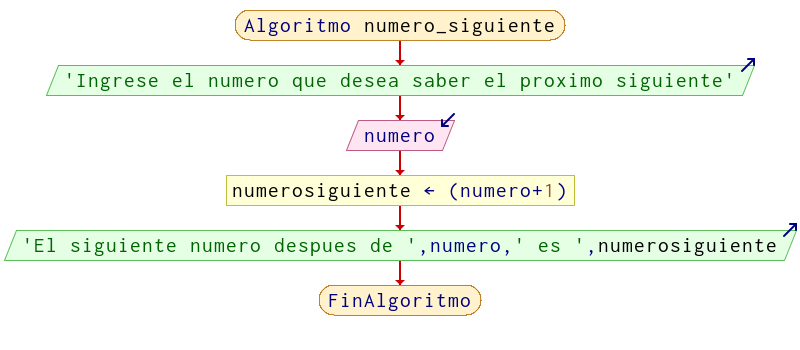 Algoritmo numero_siguiente
'Ingrese el numero que desea saber el proximo siguiente'
numero
numerosiguiente ← (numero+1)
'El siguiente numero despues de ',numero,' es ',numerosiguiente
FinAlgoritmo